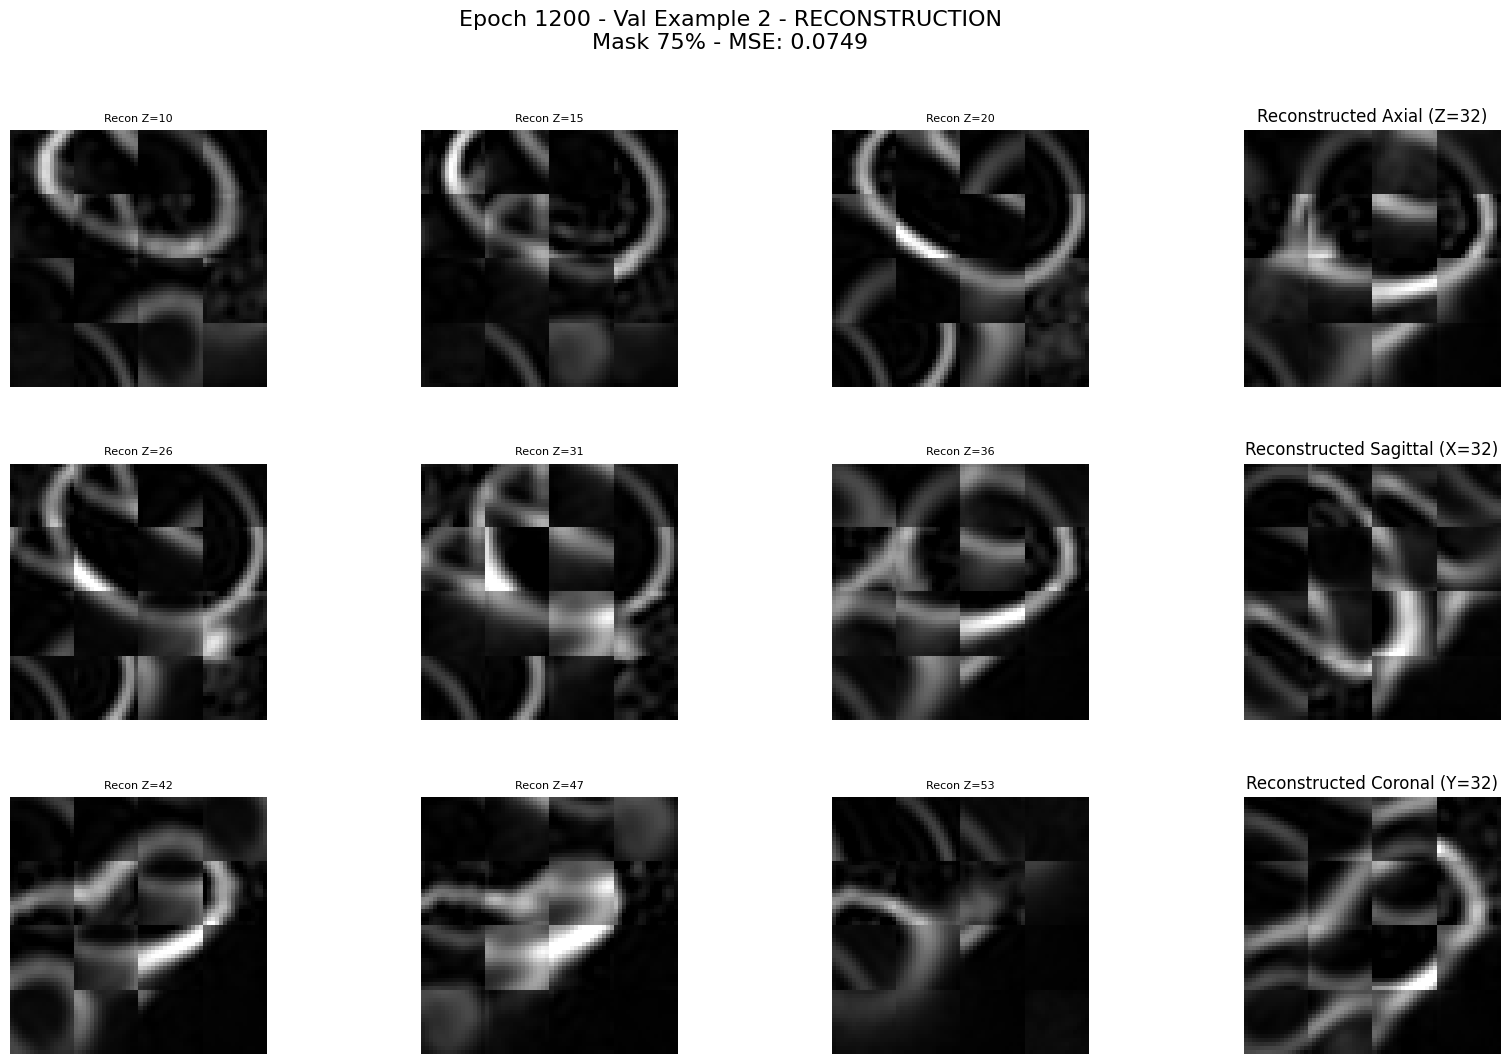 Epoch 1200 - Val Example 2 - RECONSTRUCTION
Mask 75% - MSE: 0.0749
Recon Z=10
Recon Z=15
Recon Z=20
Reconstructed Axial (Z=32)
Recon Z=26
Recon Z=31
Recon Z=36
Reconstructed Sagittal (X=32)
Recon Z=42
Recon Z=47
Recon Z=53
Reconstructed Coronal (Y=32)